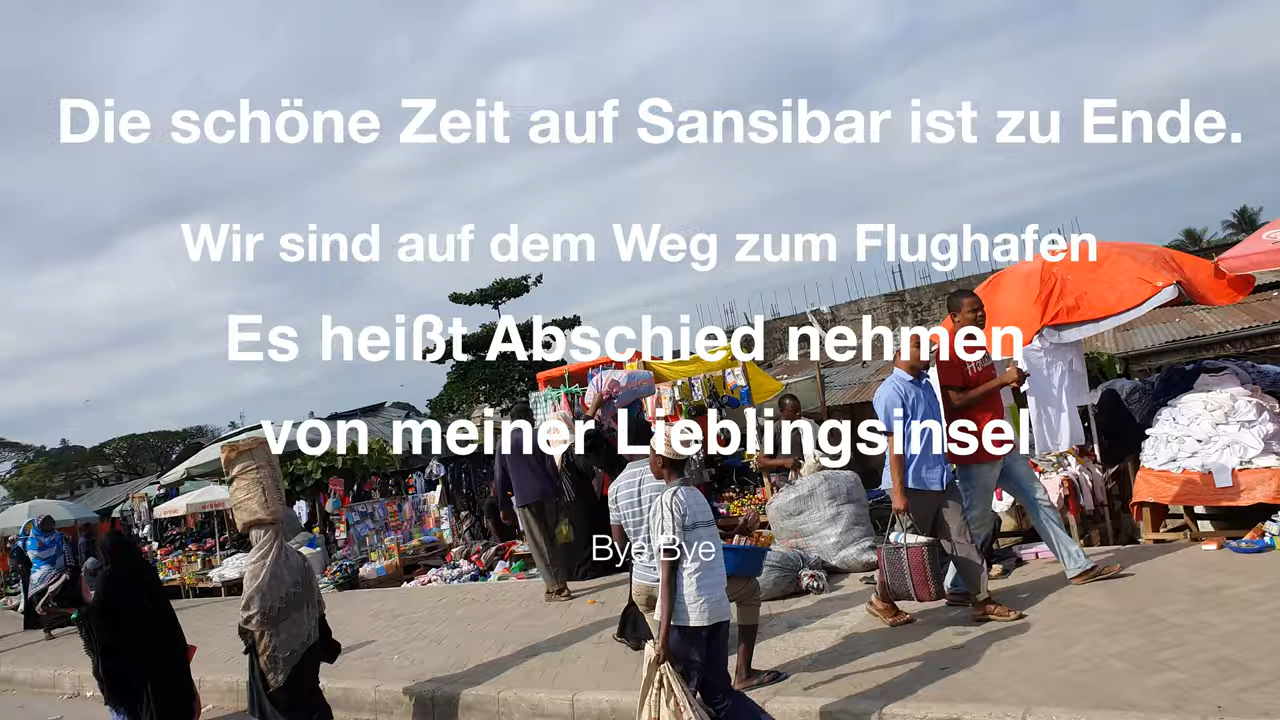 Die schöne Zeit auf Sansibar ist zu Ende.
Wir sind auf dem Weg zum Flughafen
Es heißt Abschied nehmen
von meiner Lieblingsinsel
Bye Bye